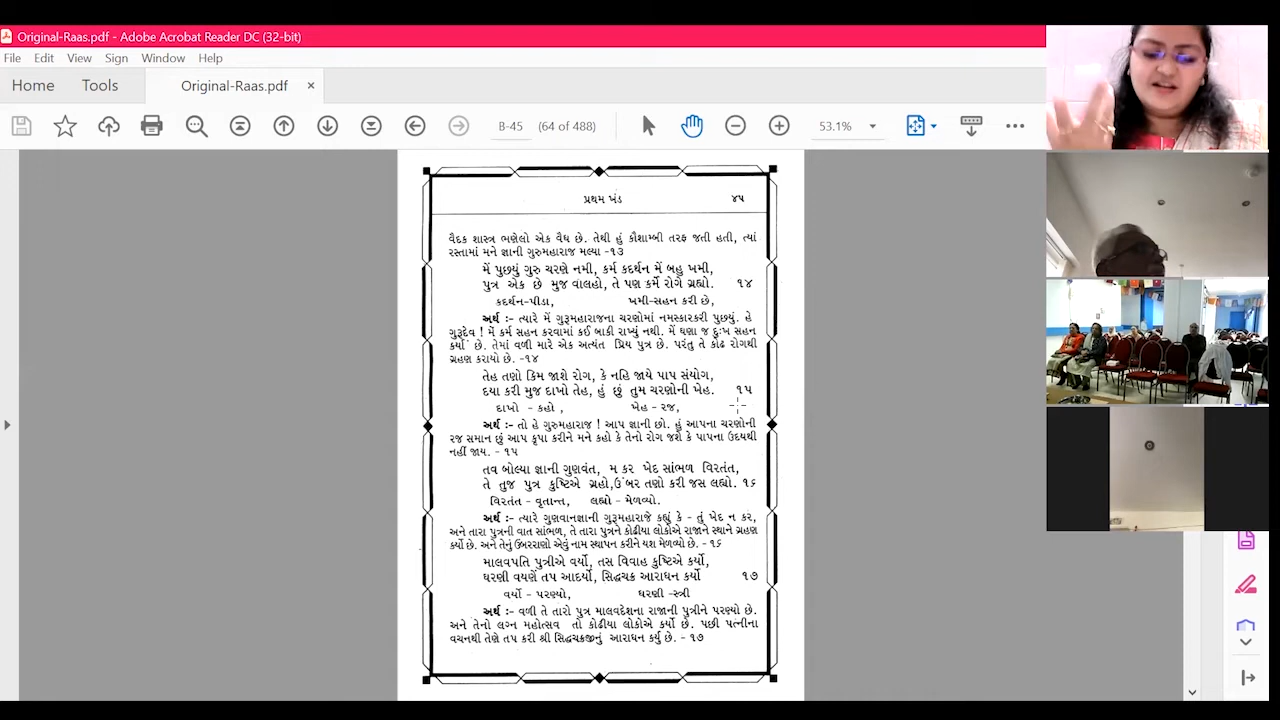 Original-Raas.pdf - Adobe Acrobat Reader DC (32-bit)
File Edit View Sign Window Help
Home Tools Original-Raas.pdf ×
B-45 (64 of 488) 53.1%
પ્રથમ ખંડ ૪૫
વૈદક શાસ્ત્ર ભણેલો એક વૈદ્ય છે. તેથી હું કૌશામ્બી તરફ જતી હતી, ત્યાં
રસ્તામાં મને જ્ઞાની ગુરુમહારાજ મલ્યા -૧૩
મેં પુછયું ગુરુ ચરણે નમી, કર્મ કદર્થન મેં બહુ ખમી,
પુત્ર એક છે મુજ વાલહો, તે પણ કર્મે રોગે ગ્રહ્યો. ૧૪
કદર્થન-પીડા, ખમી-સહન કરી છે,
અર્થ :- ત્યારે મેં ગુરૂમહારાજના ચરણોમાં નમસ્કારકરી પુછયું. હે
ગુરૂદેવ ! મેં કર્મ સહન કરવામાં કઈ બાકી રાખ્યું નથી. મેં ઘણા જ દુઃખ સહન
કર્યા છે. તેમાં વળી મારે એક અત્યંત પ્રિય પુત્ર છે. પરંતુ તે કોઢ રોગથી
ગ્રહણ કરાયો છે. -૧૪
તેહ તણો કિમ જાશે રોગ, કે નહિ જાયે પાપ સંયોગ,
દયા કરી મુજ દાખો તેહ, હું છું તુમ ચરણોની ખેહ. ૧૫
દાખો - કહો , ખેહ - રજ,
અર્થ :- તો હે ગુરુમહારાજ ! આપ જ્ઞાની છો. હું આપના ચરણોની
રજ સમાન છું આપ કૃપા કરીને મને કહો કે તેનો રોગ જશે કે પાપના ઉદયથી
નહીં જાય. - ૧૫
તવ બોલ્યા જ્ઞાની ગુણવંત, મ કર ખેદ સાંભળ વિરતંત,
તે તુજ પુત્ર કુષ્ટિએ ગ્રહ્યો,ઉંબર તણો કરી જસ લહ્યો. ૧૬
વિરતંત - વૃતાન્ત, લહ્યો - મેળવ્યો.
અર્થ :- ત્યારે ગુણવાનજ્ઞાની ગુરૂમહારાજે કહ્યું કે - તું ખેદ ન કર,
અને તારા પુત્રની વાત સાંભળ, તે તારા પુત્રને કોઢીયા લોકોએ રાજાને સ્થાને ગ્રહણ
કર્યો છે. અને તેનું ઉંબરરાણો એવું નામ સ્થાપન કરીને યશ મેળવ્યો છે. -૧૬
માલવપતિ પુત્રીએ વર્યો, તસ વિવાહ કુષ્ટિએ કર્યો,
ઘરણી વયણેં તપ આદર્યો, સિદ્ધચક્ર આરાધન કર્યો ૧૭
વર્યો - પરણ્યો, ઘરણી -સ્ત્રી
અર્થ :- વળી તે તારો પુત્ર માલવદેશના રાજાની પુત્રીને પરણ્યો છે.
અને તેનો લગ્ન મહોત્સવ તો કોઢીયા લોકોએ કર્યો છે. પછી પત્નીના
વચનથી તેણે તપ કરી શ્રી સિદ્ધચક્રજીનું આરાધન કર્યું છે. - ૧૭